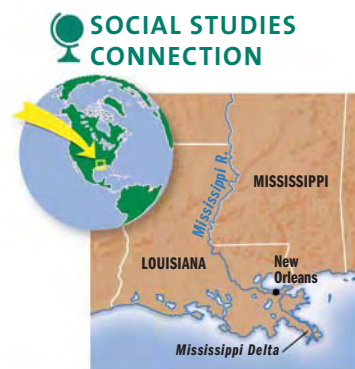 SOCIAL STUDIES
CONNECTION
Mississippi R.
MISSISSIPPI
LOUISIANA
New
Orleans
Mississippi Delta